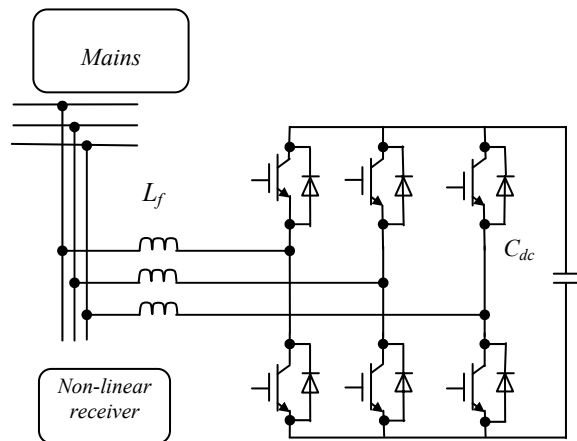 Mains
L_f
C_dc
Non-linear
receiver